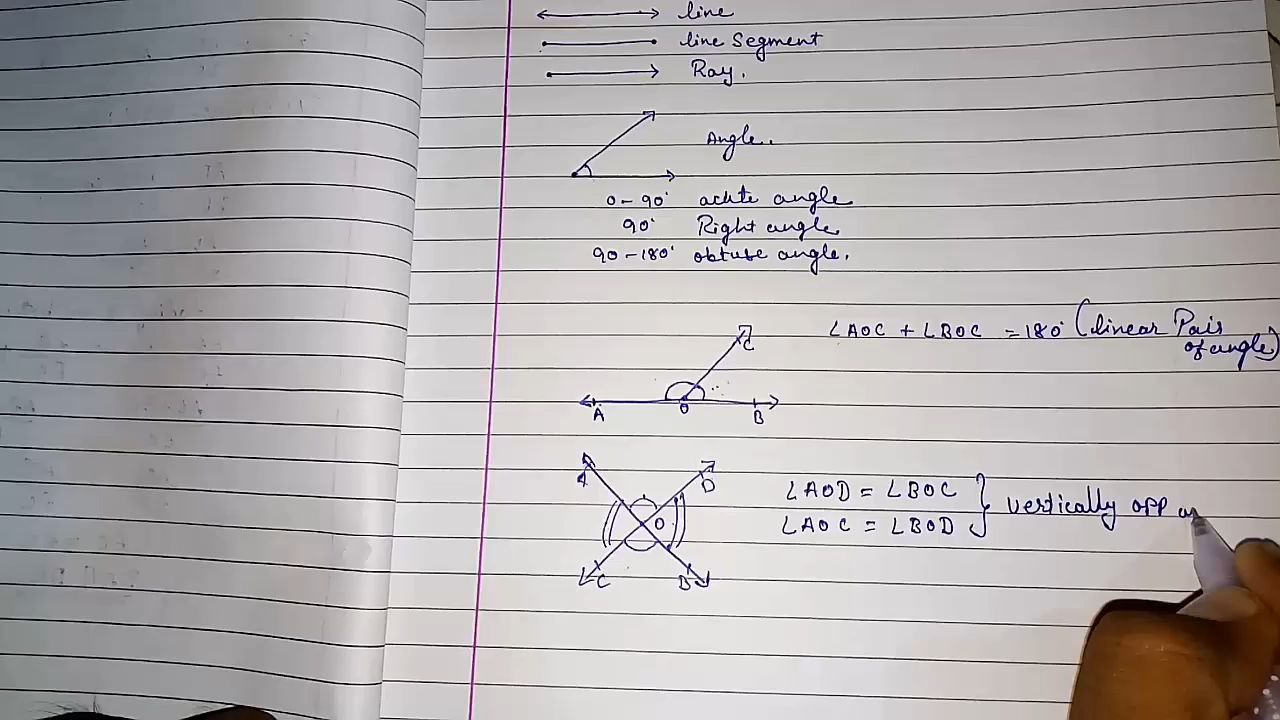 line
line Segment
Ray.
Angle.
0-90° acute angle
90° Right angle
90-180° obtuse angle.
∠AOC + ∠BOC = 180° (linear Pair
of angle)
C
A O B
A D
O
C B
∠AOD = ∠BOC
∠AOC = ∠BOD
} vertically opp